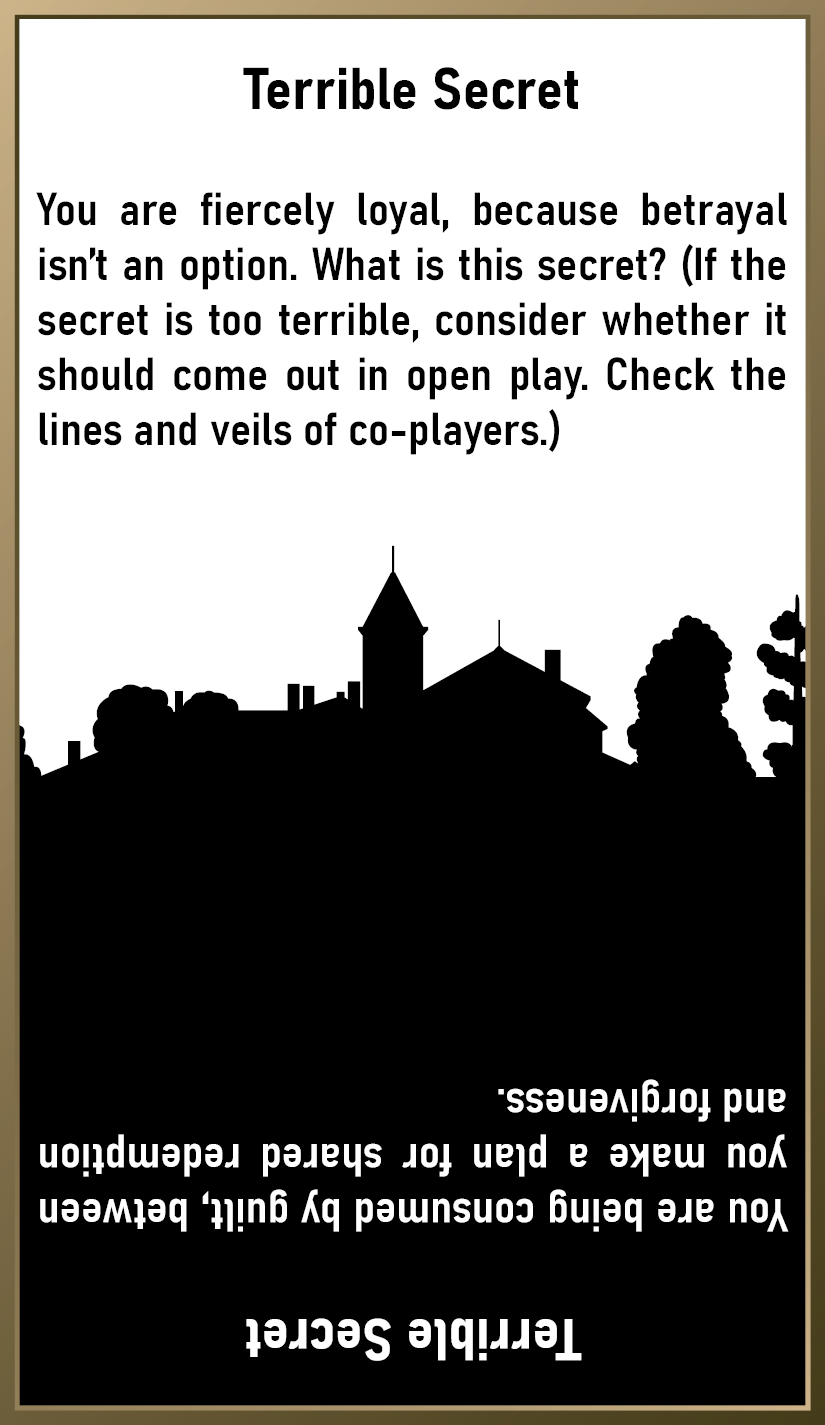 Terrible Secret
You are fiercely loyal, because betrayal
isn't an option. What is this secret? (If the
secret is too terrible, consider whether it
should come out in open play. Check the
lines and veils of co-players.)
Terrible Secret
You are being consumed by guilt, between
you make a plan for shared redemption
and forgiveness.